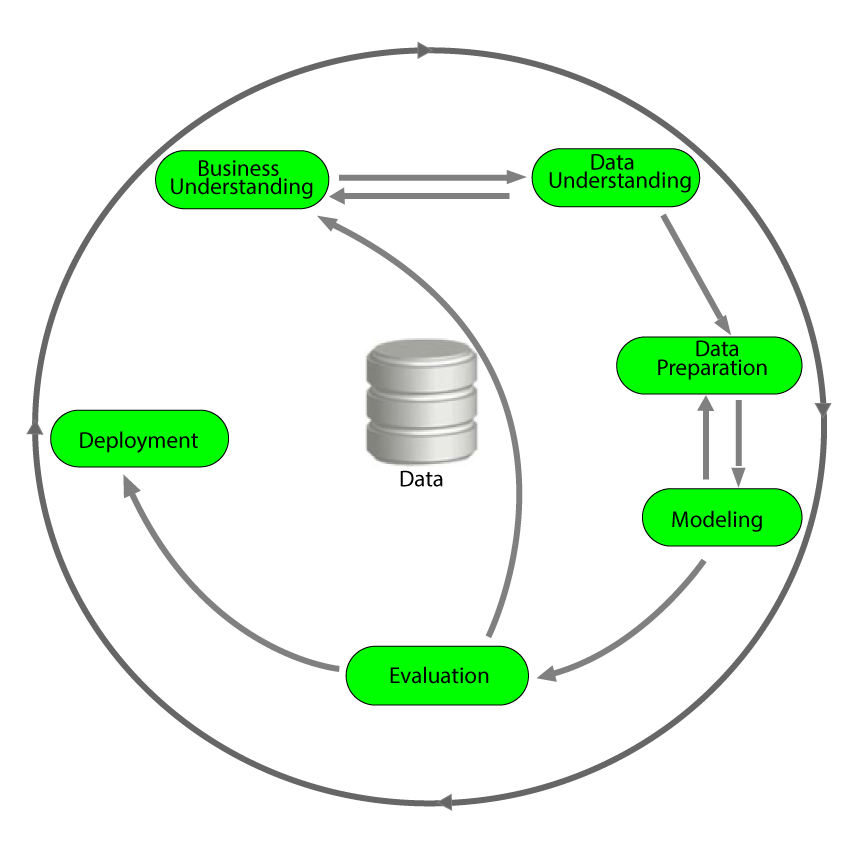 Business
Understanding
Data
Understanding
Data
Preparation
Deployment
Data
Modeling
Evaluation